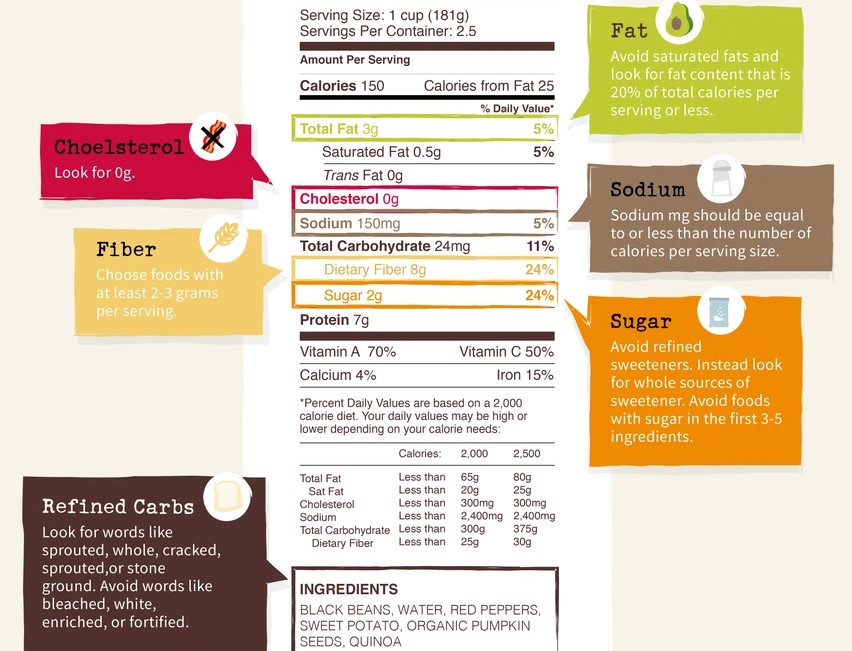 Serving Size: 1 cup (181g)
Servings Per Container: 2.5
Amount Per Serving
Calories 150 Calories from Fat 25
% Daily Value*
Total Fat 3g 5%
Saturated Fat 0.5g 5%
Trans Fat 0g
Cholesterol 0g
Sodium 150mg 5%
Total Carbohydrate 24mg 11%
Dietary Fiber 8g 24%
Sugar 2g 24%
Protein 7g
Vitamin A 70% Vitamin C 50%
Calcium 4% Iron 15%
*Percent Daily Values are based on a 2,000
calorie diet. Your daily values may be high or
lower depending on your calorie needs:
Calories: 2,000 2,500
Total Fat Less than 65g 80g
Sat Fat Less than 20g 25g
Cholesterol Less than 300mg 300mg
Sodium Less than 2,400mg 2,400mg
Total Carbohydrate Less than 300g 375g
Dietary Fiber Less than 25g 30g
INGREDIENTS
BLACK BEANS, WATER, RED PEPPERS,
SWEET POTATO, ORGANIC PUMPKIN
SEEDS, QUINOA
Choelsterol
Look for 0g.
Fiber
Choose foods with
at least 2-3 grams
per serving.
Refined Carbs
Look for words like
sprouted, whole, cracked,
sprouted,or stone
ground. Avoid words like
bleached, white,
enriched, or fortified.
Fat
Avoid saturated fats and
look for fat content that is
20% of total calories per
serving or less.
Sodium
Sodium mg should be equal
to or less than the number of
calories per serving size.
Sugar
Avoid refined
sweeteners. Instead look
for whole sources of
sweetener. Avoid foods
with sugar in the first 3-5
ingredients.